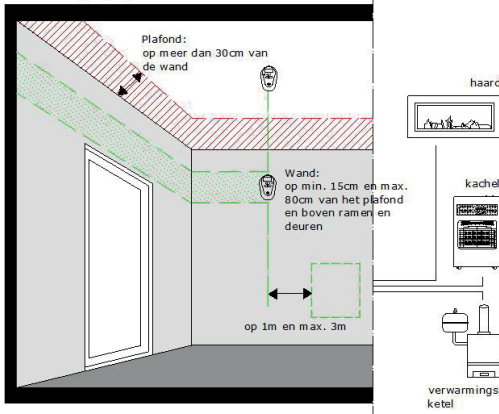 Plafond:
op meer dan 30cm van
de wand
haard
Wand:
op min. 15cm en max.
80cm van het plafond
en boven ramen en
deuren
kachel
op 1m en max. 3m
verwarmings
ketel